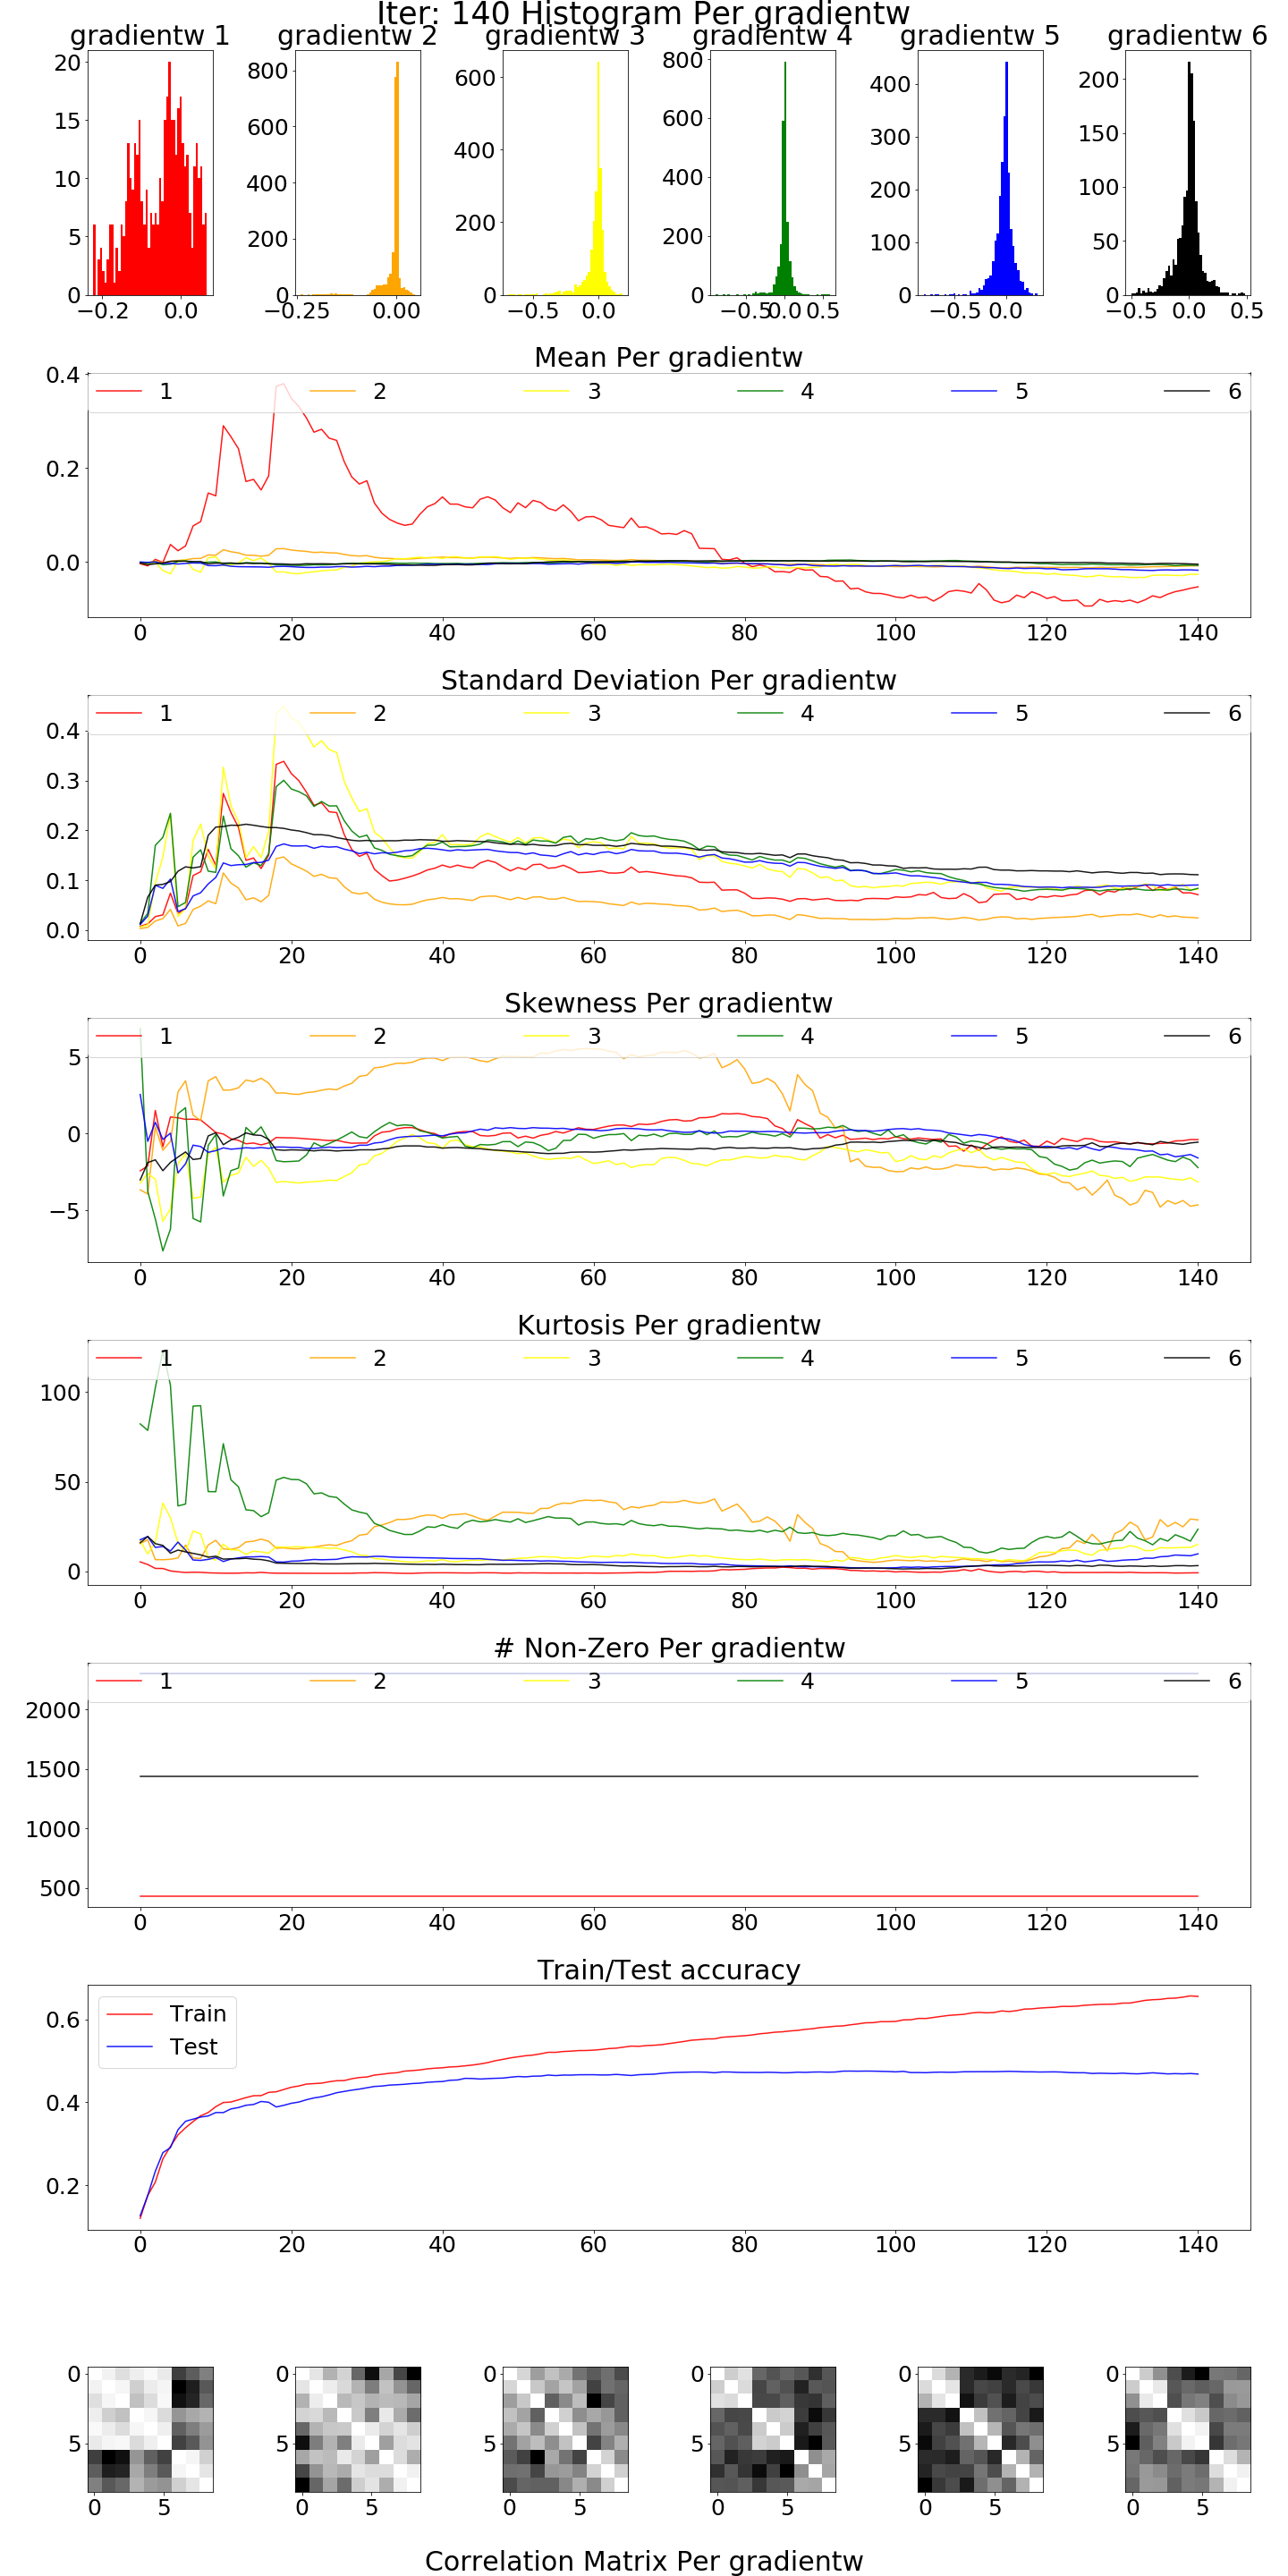 Iter: 140 Histogram Per gradientw
gradientw 1 gradientw 2 gradientw 3 gradientw 4 gradientw 5 gradientw 6
20 15 10 5 0
−0.2 0.0
800 600 400 200 0
−0.25 0.00
600 400 200 0
−0.5 0.0
800 600 400 200 0
−0.5 0.0 0.5
400 300 200 100 0
−0.5 0.0
200 150 100 50 0
−0.5 0.0 0.5
Mean Per gradientw
1 2 3 4 5 6
0.4
0.2
0.0
0 20 40 60 80 100 120 140
Standard Deviation Per gradientw
1 2 3 4 5 6
0.4
0.3
0.2
0.1
0.0
0 20 40 60 80 100 120 140
Skewness Per gradientw
1 2 3 4 5 6
5
0
−5
0 20 40 60 80 100 120 140
Kurtosis Per gradientw
1 2 3 4 5 6
100
50
0
0 20 40 60 80 100 120 140
# Non-Zero Per gradientw
1 2 3 4 5 6
2000
1500
1000
500
0 20 40 60 80 100 120 140
Train/Test accuracy
Train
Test
0.6
0.4
0.2
0 20 40 60 80 100 120 140
0 0 0 0 0 0
5 5 5 5 5 5
0 5 0 5 0 5 0 5 0 5 0 5
Correlation Matrix Per gradientw